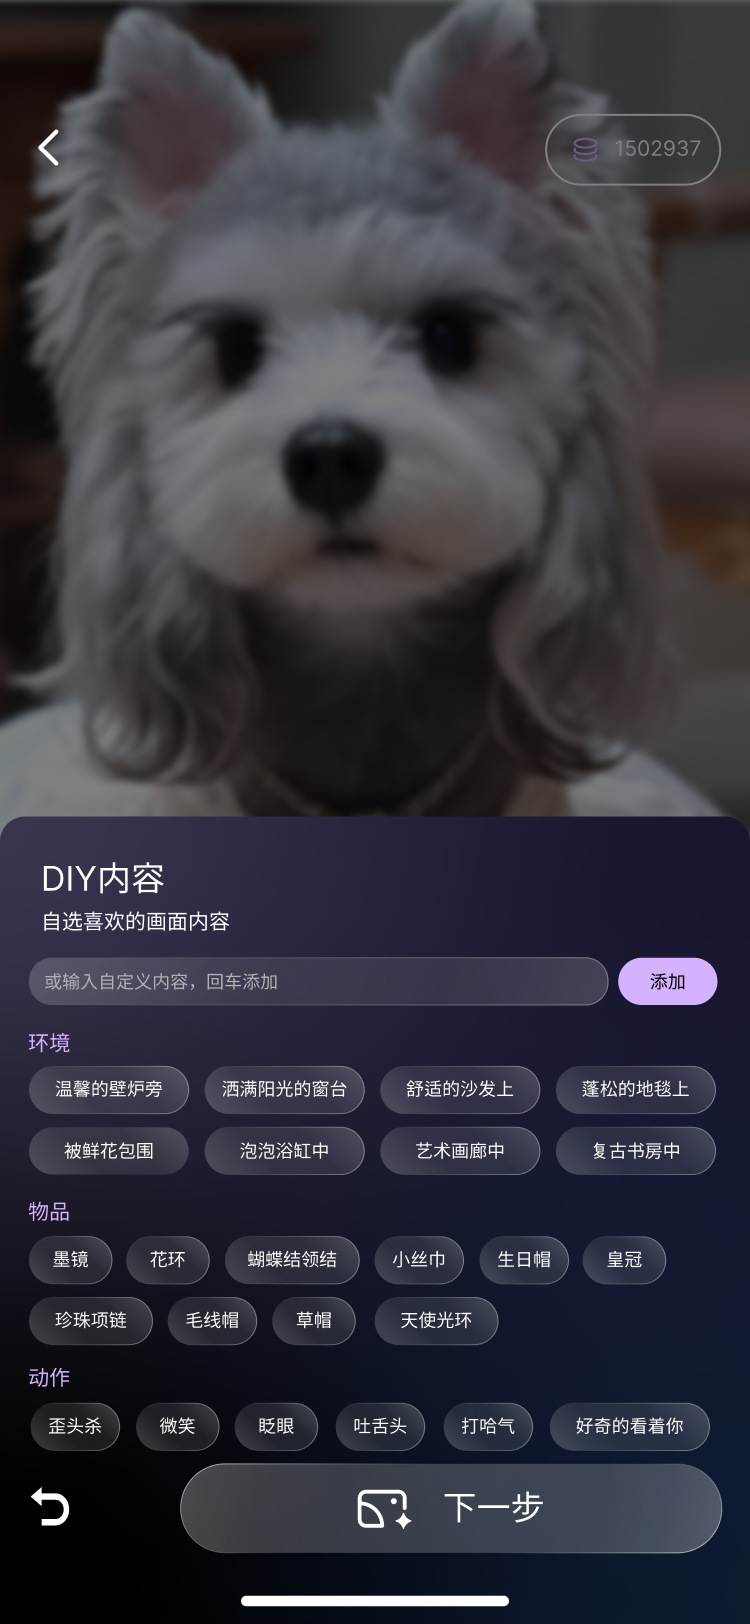 1502937
DIY内容
自选喜欢的画面内容
或输入自定义内容，回车添加 添加
环境
温馨的壁炉旁 洒满阳光的窗台 舒适的沙发上 蓬松的地毯上
被鲜花包围 泡泡浴缸中 艺术画廊中 复古书房中
物品
墨镜 花环 蝴蝶结领结 小丝巾 生日帽 皇冠
珍珠项链 毛线帽 草帽 天使光环
动作
歪头杀 微笑 眨眼 吐舌头 打哈气 好奇的看着你
下一步